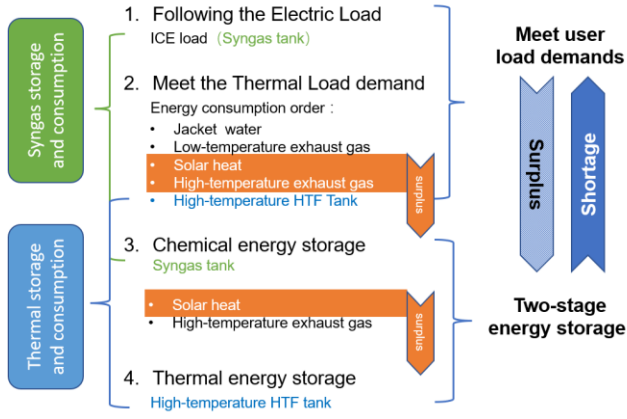 Syngas storage
and consumption
Thermal storage
and consumption
1. Following the Electric Load
ICE load（Syngas tank）
2. Meet the Thermal Load demand
Energy consumption order：
• Jacket water
• Low-temperature exhaust gas
• Solar heat
• High-temperature exhaust gas
• High-temperature HTF Tank
surplus
3. Chemical energy storage
Syngas tank
• Solar heat
• High-temperature exhaust gas
surplus
4. Thermal energy storage
High-temperature HTF tank
Meet user
load demands
Surplus
Shortage
Two-stage
energy storage